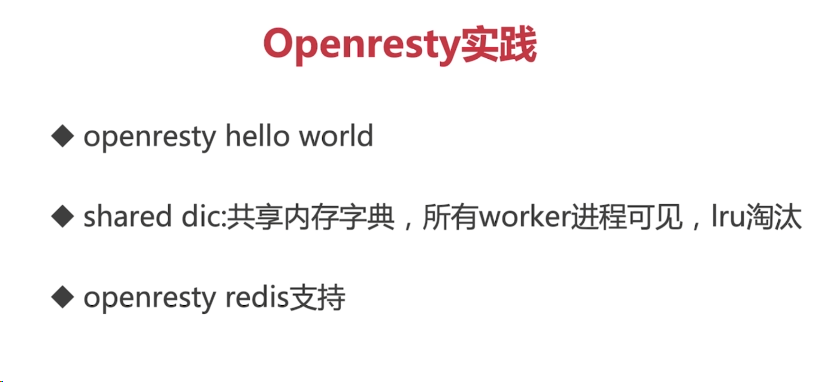 Openresty实践
◆ openresty hello world
◆ shared dic:共享内存字典，所有worker进程可见，lru淘汰
◆ openresty redis支持